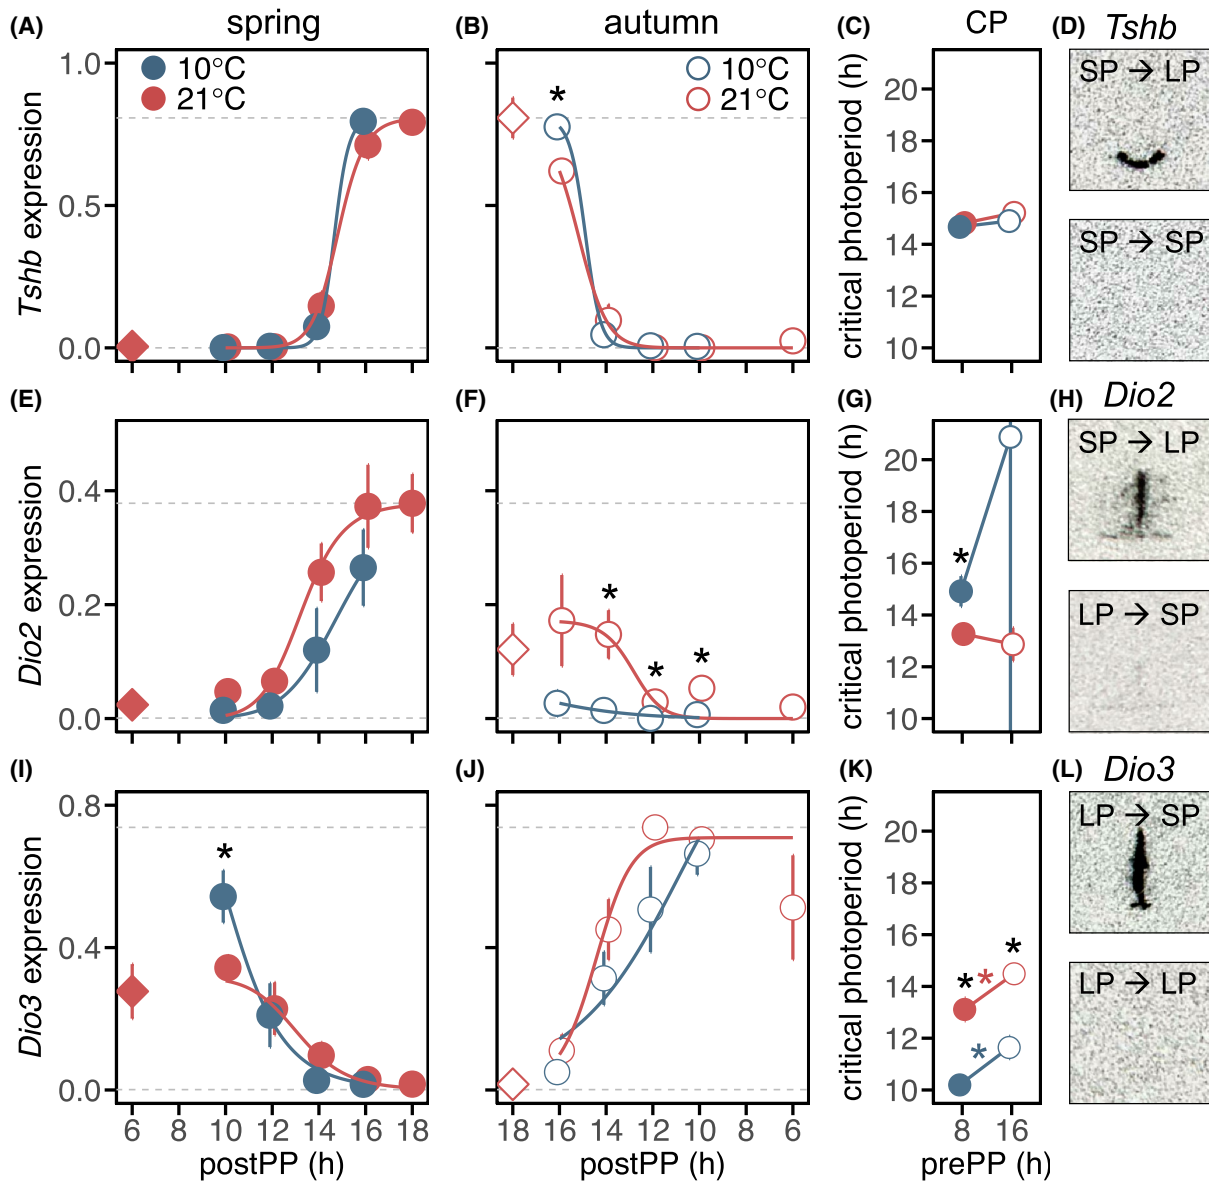 (A) spring (B) autumn (C) CP (D) Tshb
1.0 10°C 10°C 20 SP → LP
21°C 21°C
* 18
0.5 16
14 SP → SP
12
0.0 10
Tshb expression
critical photoperiod (h)
(E) (F) (G) (H) Dio2
0.4 20 SP → LP
18
* 16 *
0.2 14 LP → SP
* * 12
0.0 10
Dio2 expression
critical photoperiod (h)
(I) (J) (K) (L) Dio3
0.8 20 LP → SP
* 18
0.4 16 *
* * 14 LP → LP
* 12
0.0 10
Dio3 expression
critical photoperiod (h)
6 8 10 12 14 16 18 18 16 14 12 10 8 6 8 16
postPP (h) postPP (h) prePP (h)